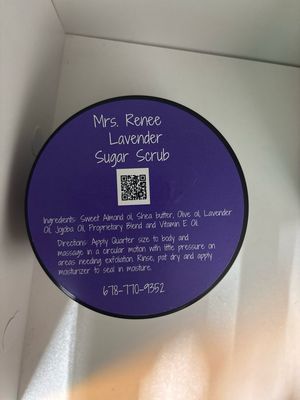 Mrs. Renee
Lavender
Sugar Scrub
Ingredients: Sweet Almond oil, Shea butter, Olive oil, Lavender
Oil, Jojoba Oil, Proprietary Blend and Vitamin E Oil.
Directions: Apply Quarter size to body and
massage in a circular motion with little pressure on
areas needing exfoliation. Rinse, pat dry and apply
moisturizer to seal in moisture.
678-770-9352